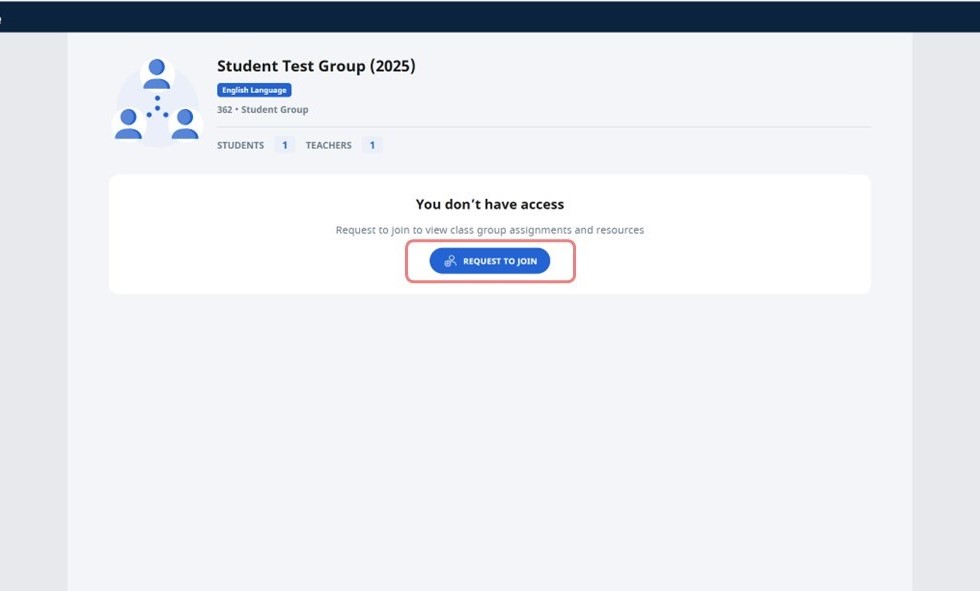 Student Test Group (2025)
English Language
362 • Student Group
STUDENTS 1 TEACHERS 1
You don't have access
Request to join to view class group assignments and resources
REQUEST TO JOIN